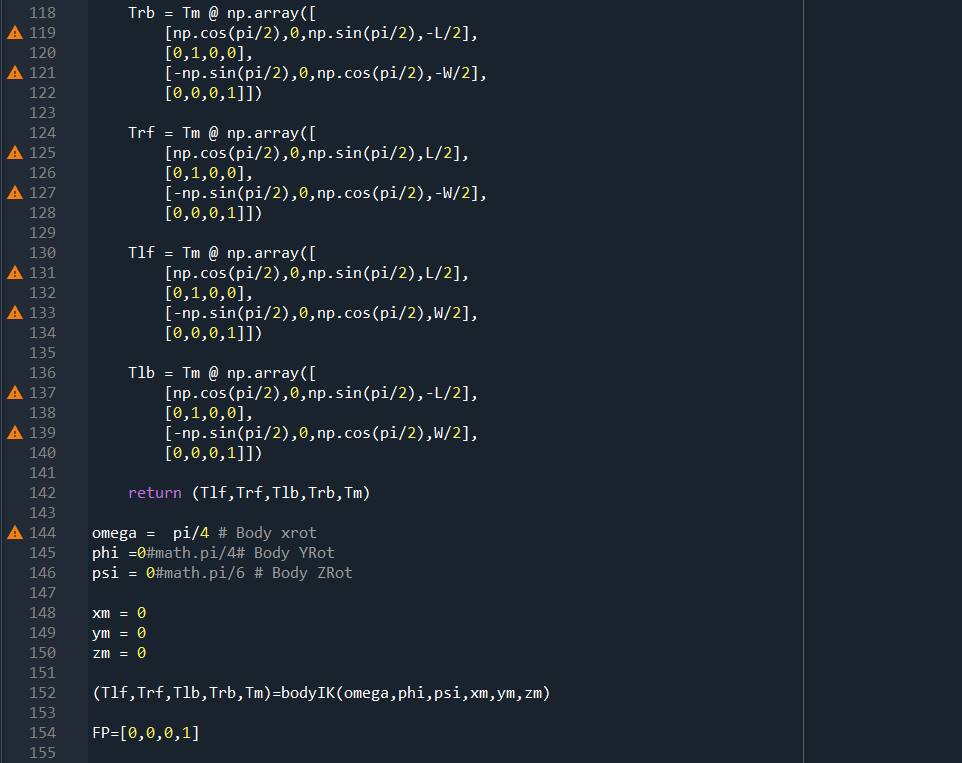 118 Trb = Tm @ np.array([
119 [np.cos(pi/2),0,np.sin(pi/2),-L/2],
120 [0,1,0,0],
121 [-np.sin(pi/2),0,np.cos(pi/2),-W/2],
122 [0,0,0,1]])
123
124 Trf = Tm @ np.array([
125 [np.cos(pi/2),0,np.sin(pi/2),L/2],
126 [0,1,0,0],
127 [-np.sin(pi/2),0,np.cos(pi/2),-W/2],
128 [0,0,0,1]])
129
130 Tlf = Tm @ np.array([
131 [np.cos(pi/2),0,np.sin(pi/2),L/2],
132 [0,1,0,0],
133 [-np.sin(pi/2),0,np.cos(pi/2),W/2],
134 [0,0,0,1]])
135
136 Tlb = Tm @ np.array([
137 [np.cos(pi/2),0,np.sin(pi/2),-L/2],
138 [0,1,0,0],
139 [-np.sin(pi/2),0,np.cos(pi/2),W/2],
140 [0,0,0,1]])
141
142 return (Tlf,Trf,Tlb,Trb,Tm)
143
144 omega =  pi/4 # Body xrot
145 phi =0#math.pi/4# Body YRot
146 psi = 0#math.pi/6 # Body ZRot
147
148 xm = 0
149 ym = 0
150 zm = 0
151
152 (Tlf,Trf,Tlb,Trb,Tm)=bodyIK(omega,phi,psi,xm,ym,zm)
153
154 FP=[0,0,0,1]
155